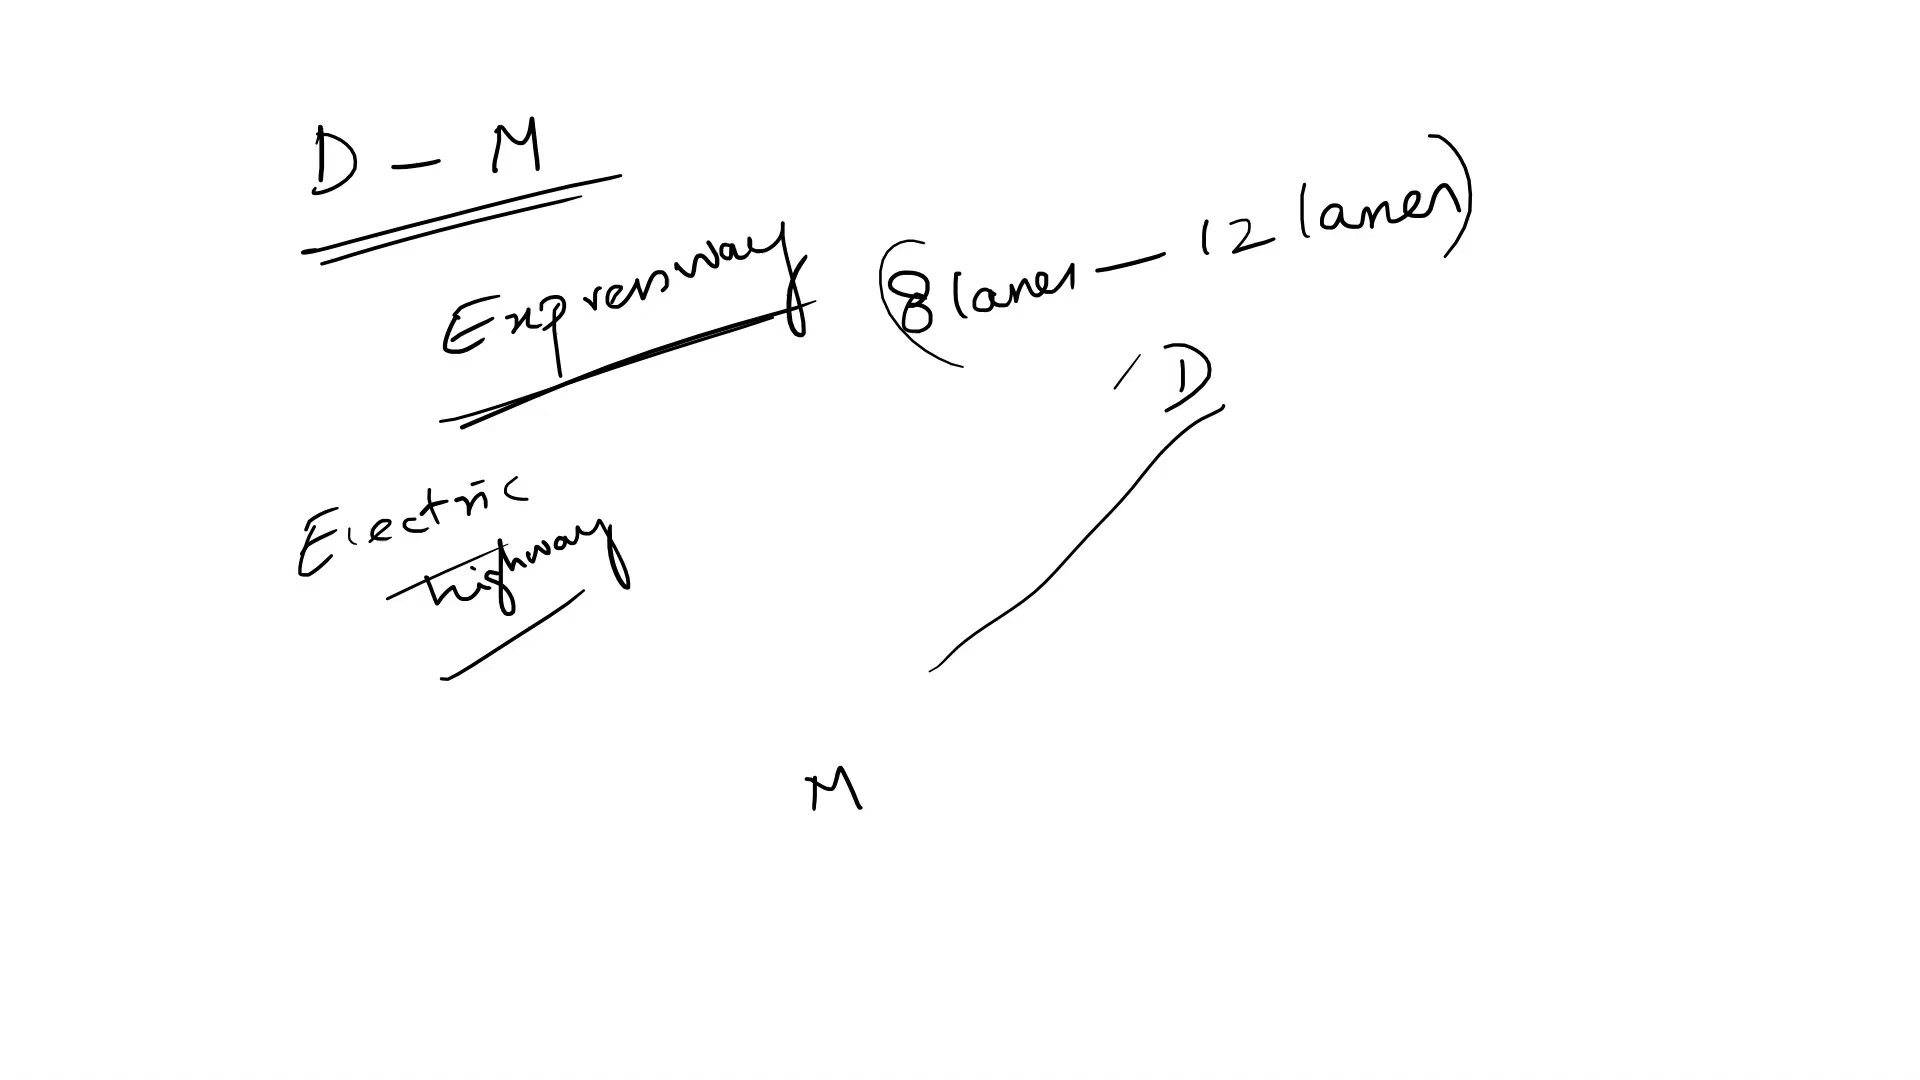 D - M
Expressway (8 lanes - 12 lanes)
D
Electric
highway
M